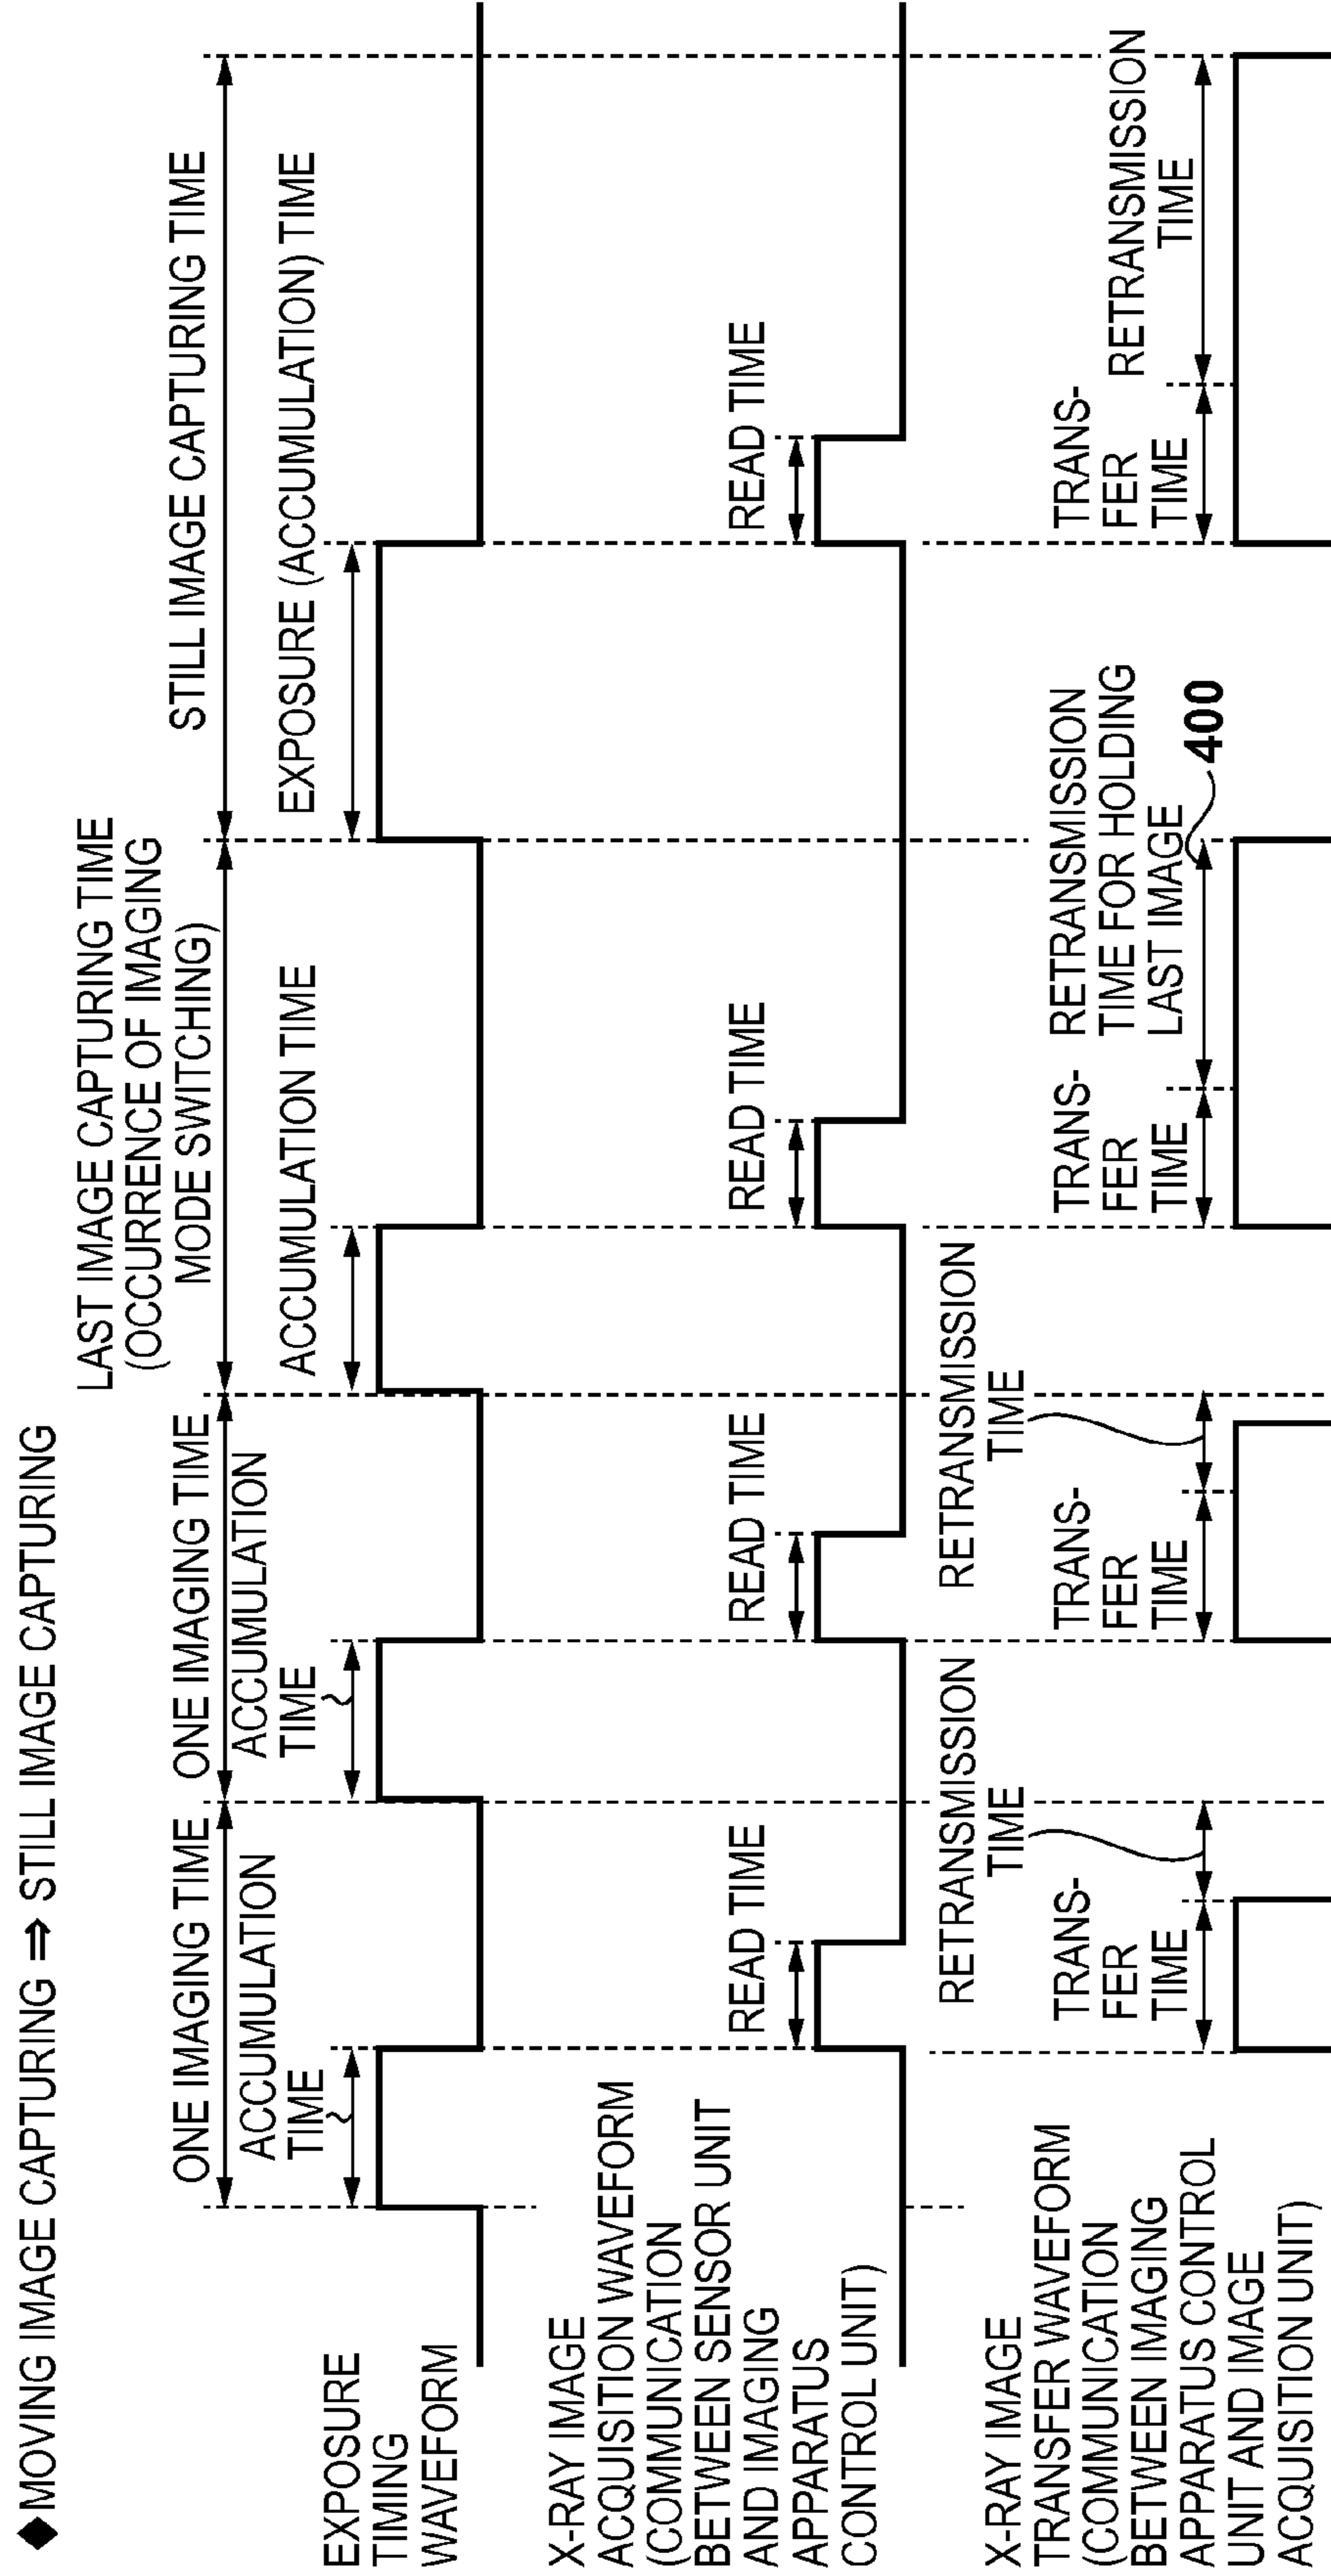 ◆MOVING IMAGE CAPTURING ⇒ STILL IMAGE CAPTURING
LAST IMAGE CAPTURING TIME
(OCCURRENCE OF IMAGING
MODE SWITCHING)
ONE IMAGING TIME
ONE IMAGING TIME
STILL IMAGE CAPTURING TIME
ACCUMULATION
TIME
ACCUMULATION
TIME
ACCUMULATION TIME
EXPOSURE (ACCUMULATION) TIME
EXPOSURE
TIMING
WAVEFORM
X-RAY IMAGE
ACQUISITION WAVEFORM
(COMMUNICATION
BETWEEN SENSOR UNIT
AND IMAGING
APPARATUS
CONTROL UNIT)
READ TIME
READ TIME
READ TIME
READ TIME
X-RAY IMAGE
TRANSFER WAVEFORM
(COMMUNICATION
BETWEEN IMAGING
APPARATUS CONTROL
UNIT AND IMAGE
ACQUISITION UNIT)
TRANS-
FER
TIME
RETRANSMISSION
TIME
TRANS-
FER
TIME
RETRANSMISSION
TIME
TRANS-
FER
TIME
RETRANSMISSION
TIME FOR HOLDING
LAST IMAGE
400
TRANS-
FER
TIME
RETRANSMISSION
TIME